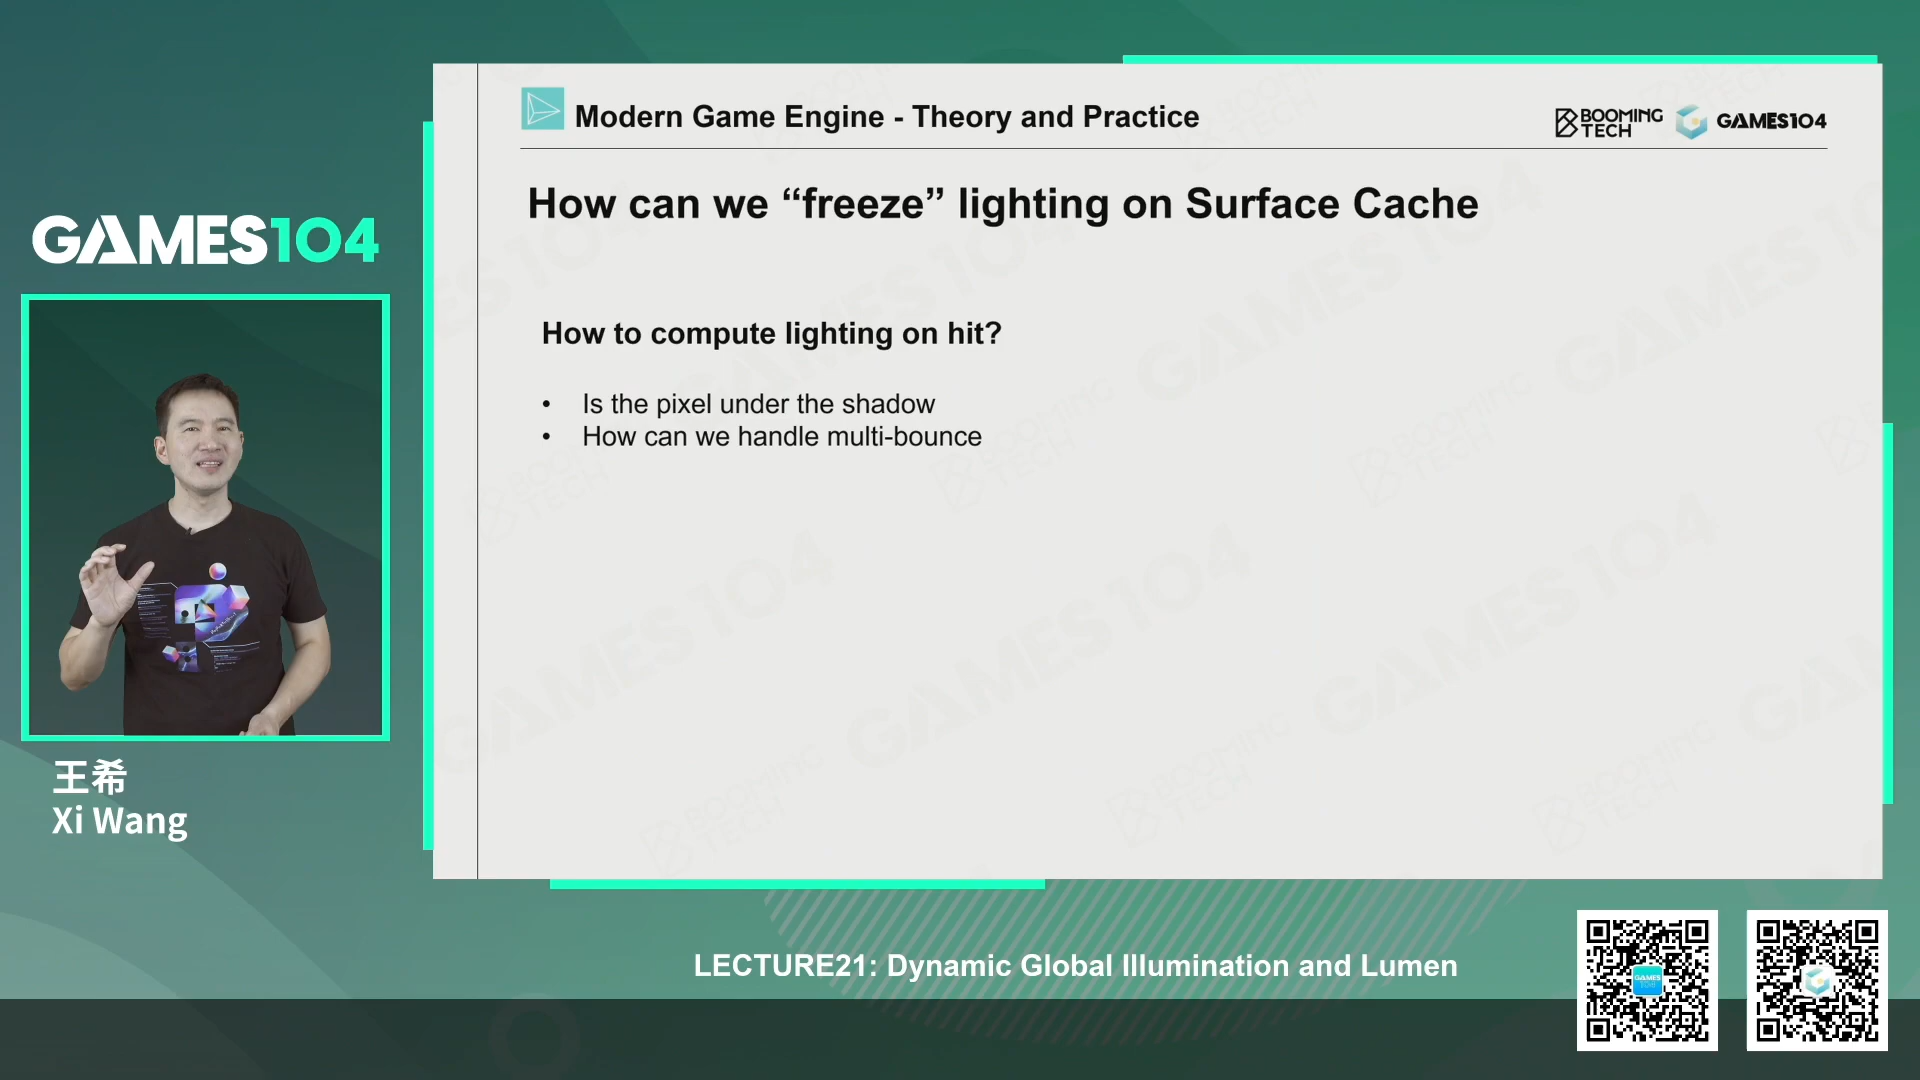 Modern Game Engine - Theory and Practice
BOOMING
TECH
GAMES104
How can we “freeze” lighting on Surface Cache
How to compute lighting on hit?
• Is the pixel under the shadow
• How can we handle multi-bounce
GAMES104
王希
Xi Wang
LECTURE21: Dynamic Global Illumination and Lumen